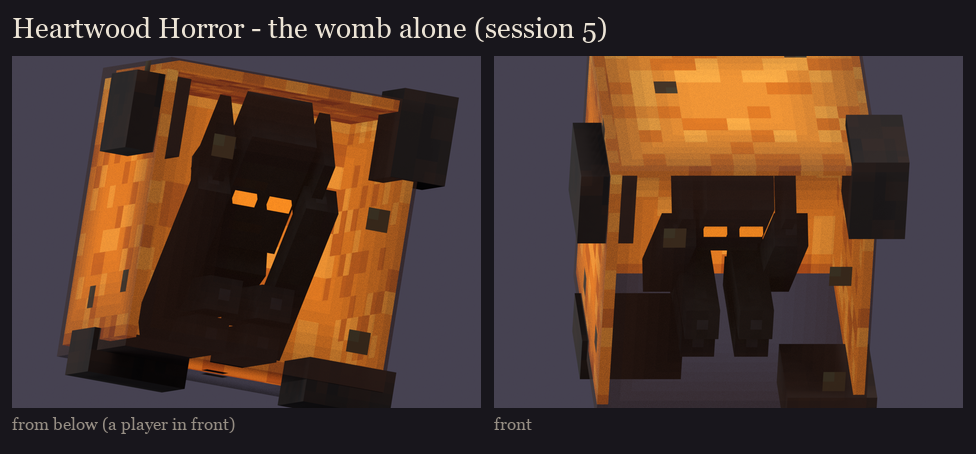 Heartwood Horror - the womb alone (session 5)
from below (a player in front)
front